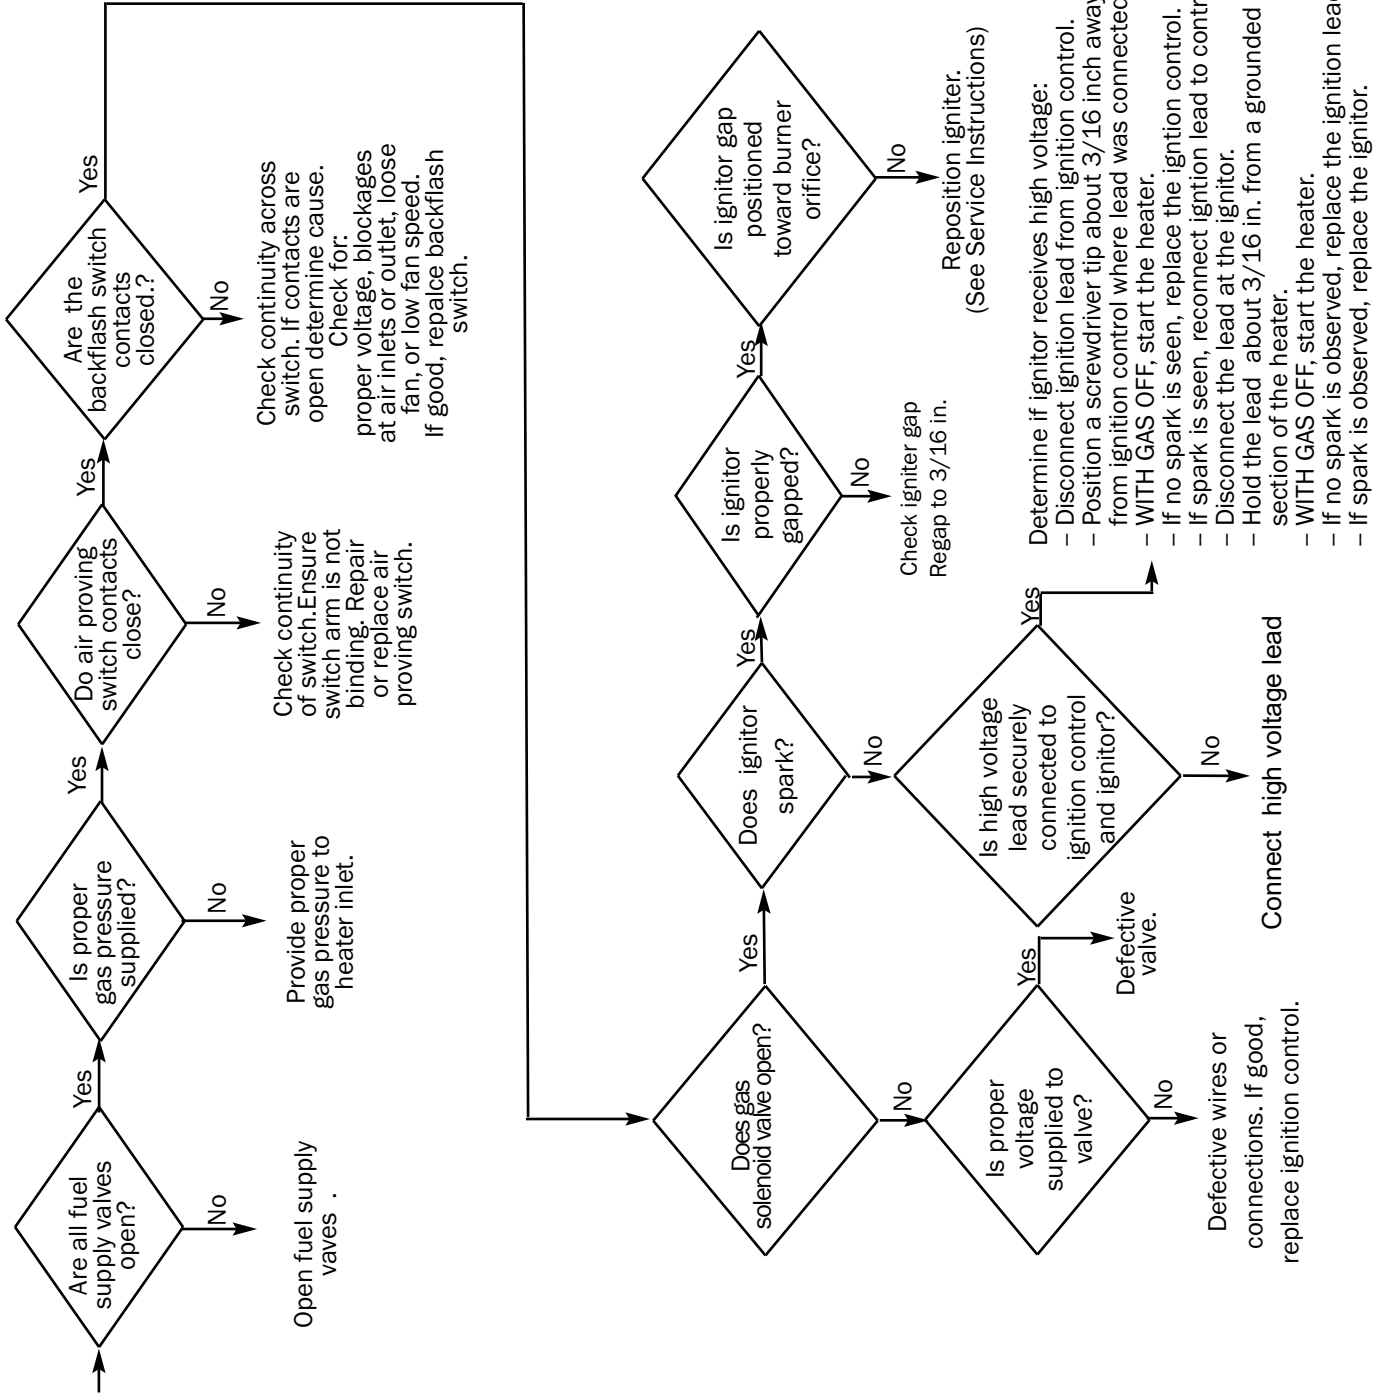 Are all fuel
supply valves
open?
Yes
No
Open fuel supply
vaves .
Is proper
gas pressure
supplied?
Yes
No
Provide proper
gas pressure to
heater inlet.
Do air proving
switch contacts
close?
Yes
No
Check continuity
of switch.Ensure
switch arm is not
binding. Repair
or replace air
proving switch.
Are the
backflash switch
contacts
closed.?
Yes
No
Check continuity across
switch. If contacts are
open determine cause.
Check for:
proper voltage, blockages
at air inlets or outlet, loose
fan, or low fan speed.
If good, repalce backflash
switch.
Does gas
solenoid valve open?
Yes
No
Is proper
voltage
supplied to
valve?
Yes
Defective
valve.
No
Defective wires or
connections. If good,
replace ignition control.
Does ignitor
spark?
Yes
No
Is high voltage
lead securely
connected to
ignition control
and ignitor?
Yes
No
Connect high voltage lead
Is ignitor
properly
gapped?
Yes
No
Check igniter gap
Regap to 3/16 in.
Is ignitor gap
positioned
toward burner
orifice?
No
Reposition igniter.
(See Service Instructions)
Determine if ignitor receives high voltage:
– Disconnect ignition lead from ignition control.
– Position a screwdriver tip about 3/16 inch away
from ignition control where lead was connected
– WITH GAS OFF, start the heater.
– If no spark is seen, replace the igntion control.
– If spark is seen, reconnect igntion lead to contr
– Disconnect the lead at the ignitor.
– Hold the lead about 3/16 in. from a grounded
section of the heater.
– WITH GAS OFF, start the heater.
– If no spark is observed, replace the ignition lead
– If spark is observed, replace the ignitor.